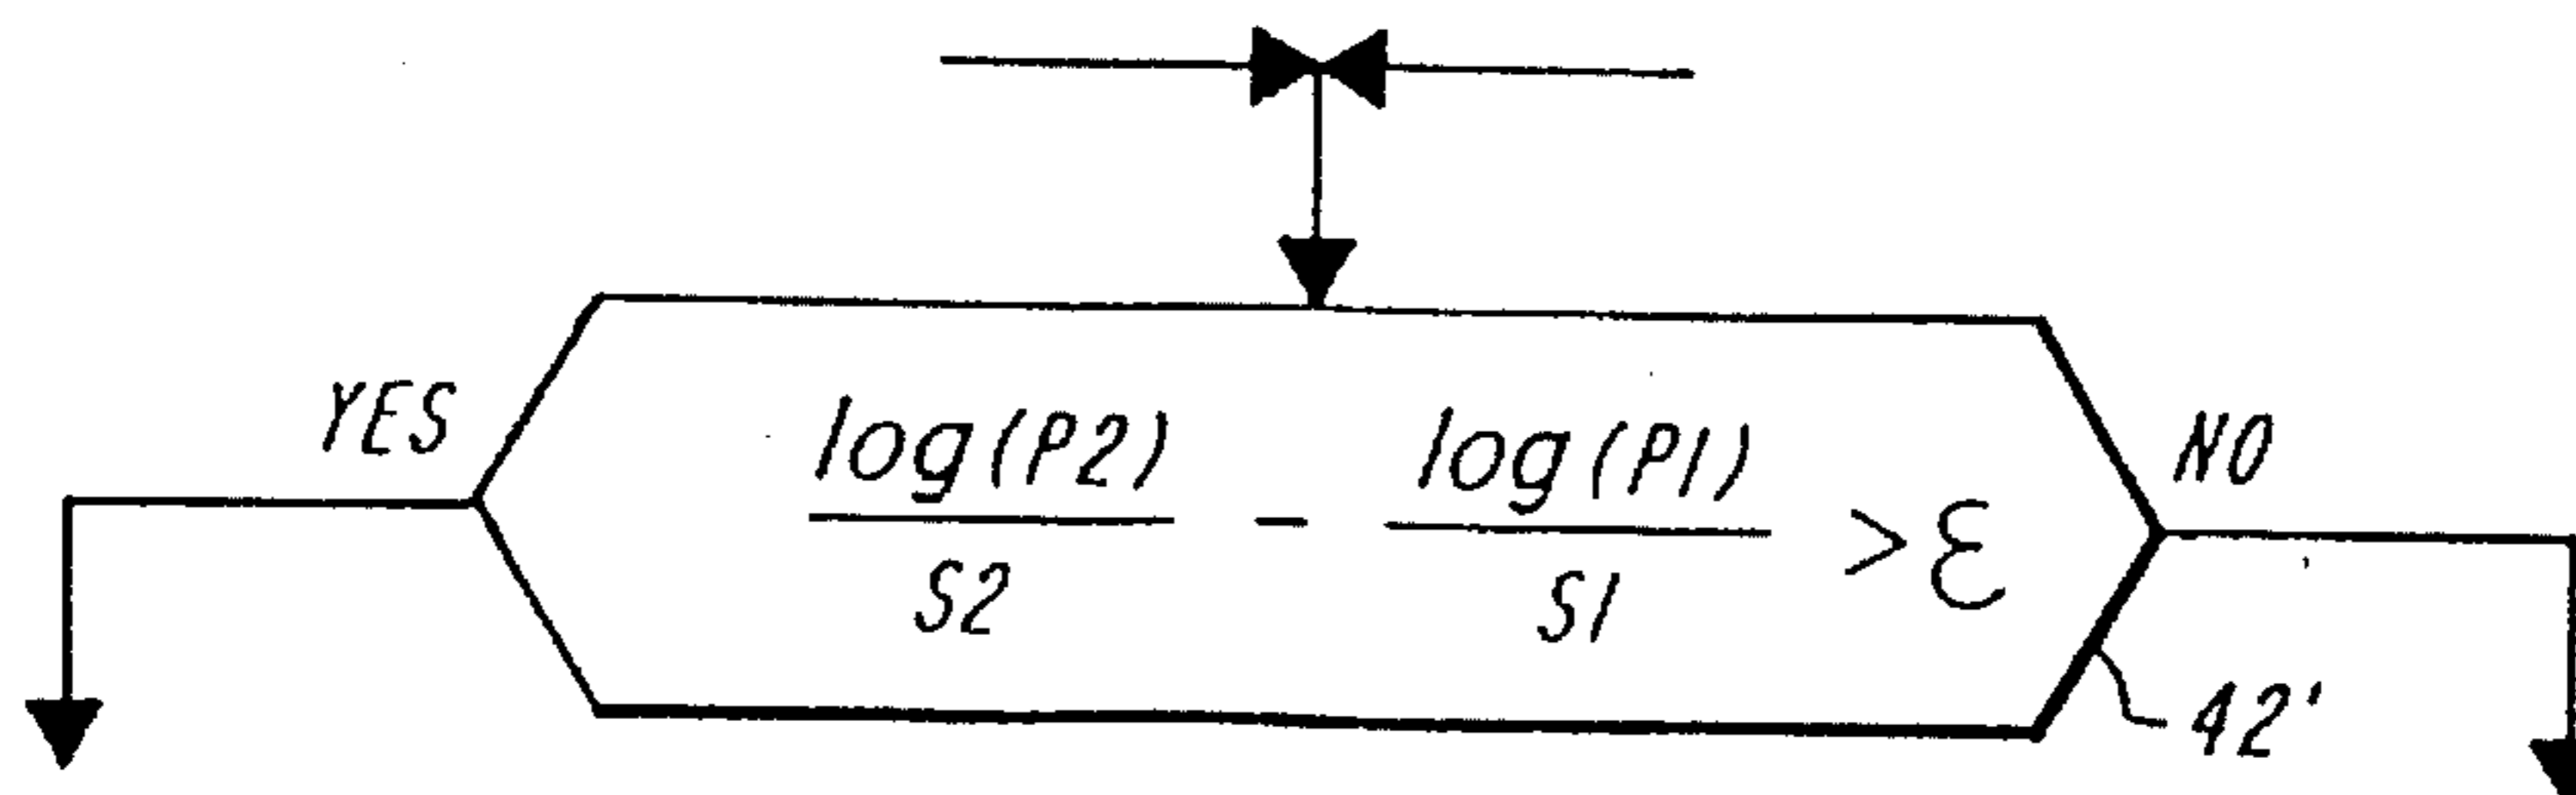 YES
log(P2)/S2 - log(P1)/S1 > ε
NO
42'